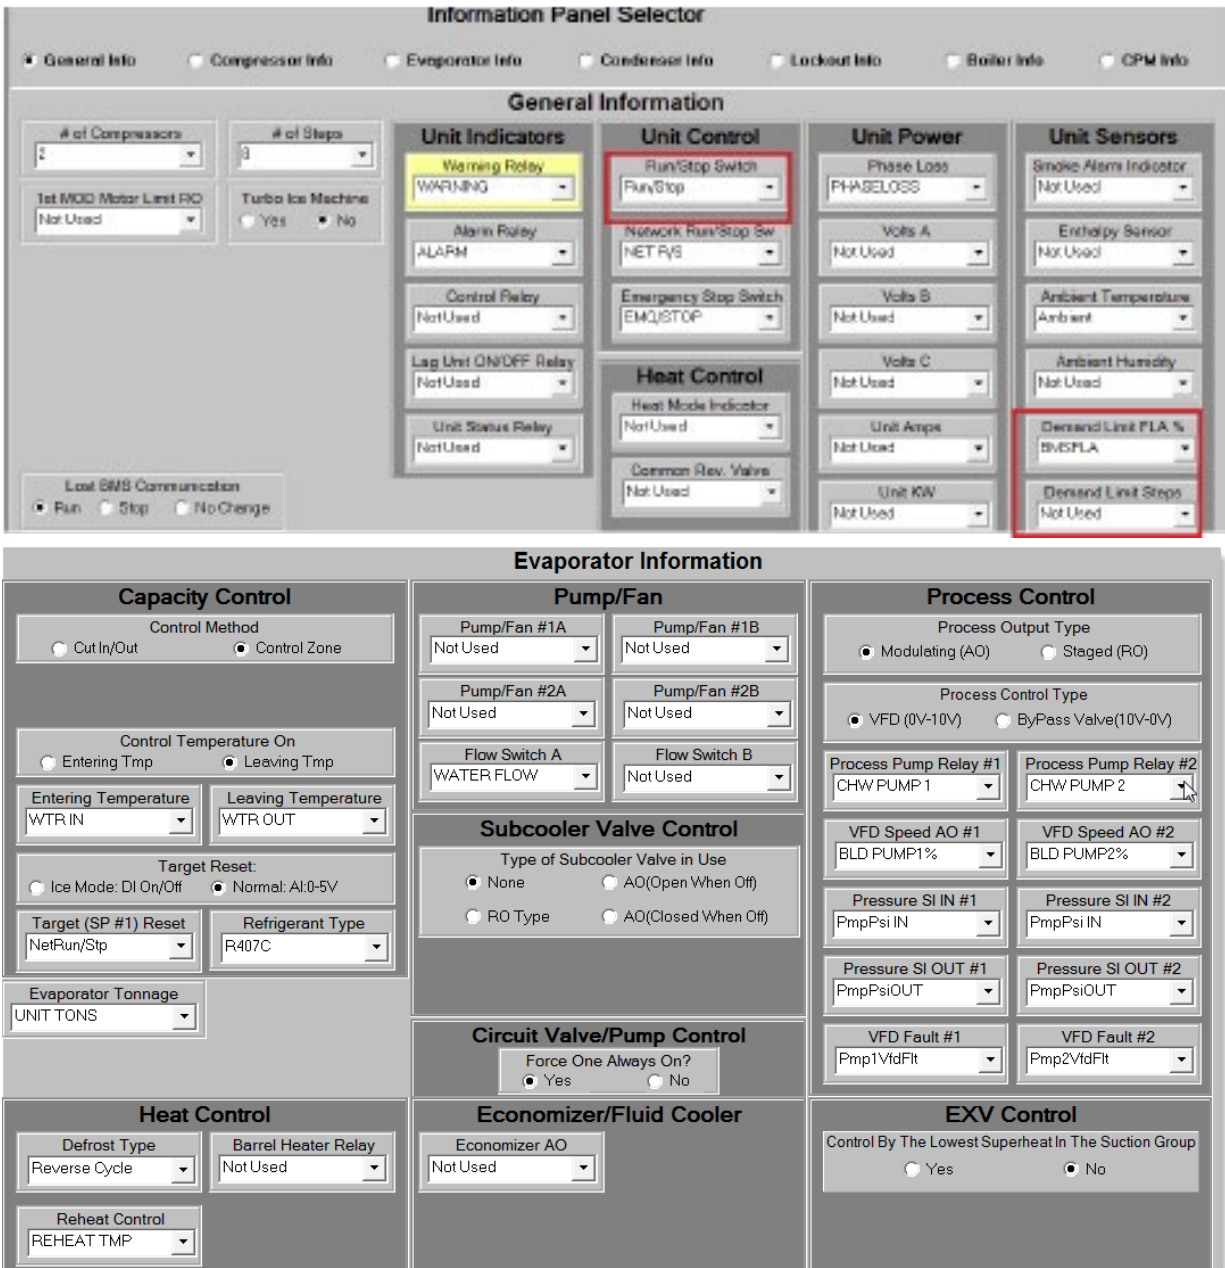 Information Panel Selector
General Info Compressor Info Evaporator Info Condenser Info Lockout Info Boiler Info CPM Info
General Information
# of Compressors
2
# of Steps
8
1st MOD Motor Limit RO
Not Used
Turbo Ice Machine
Yes No
Lost BMS Communication
Run Stop No Change
Unit Indicators
Warning Relay
WARNING
Alarm Relay
ALARM
Control Relay
Not Used
Lag Unit ON/OFF Relay
Not Used
Unit Status Relay
Not Used
Unit Control
Run/Stop Switch
Run/Stop
Network Run/Stop Sw
NET R/S
Emergency Stop Switch
EMG/STOP
Heat Control
Heat Mode Indicator
Not Used
Common Rev. Valve
Not Used
Unit Power
Phase Loss
PHASELOSS
Volts A
Not Used
Volts B
Not Used
Volts C
Not Used
Unit Amps
Not Used
Unit KW
Not Used
Unit Sensors
Smoke Alarm Indicator
Not Used
Enthalpy Sensor
Not Used
Ambient Temperature
Ambient
Ambient Humidity
Not Used
Demand Limit FLA %
BMSFLA
Demand Limit Steps
Not Used
Evaporator Information
Capacity Control
Control Method
Cut In/Out Control Zone
Control Temperature On
Entering Tmp Leaving Tmp
Entering Temperature
WTR IN
Leaving Temperature
WTR OUT
Target Reset:
Ice Mode: DI On/Off Normal: AI:0-5V
Target (SP #1) Reset
NetRun/Stp
Refrigerant Type
R407C
Evaporator Tonnage
UNIT TONS
Pump/Fan
Pump/Fan #1A
Not Used
Pump/Fan #1B
Not Used
Pump/Fan #2A
Not Used
Pump/Fan #2B
Not Used
Flow Switch A
WATER FLOW
Flow Switch B
Not Used
Subcooler Valve Control
Type of Subcooler Valve in Use
None AO(Open When Off)
RO Type AO(Closed When Off)
Circuit Valve/Pump Control
Force One Always On?
Yes No
Process Control
Process Output Type
Modulating (AO) Staged (RO)
Process Control Type
VFD (0V-10V) ByPass Valve(10V-0V)
Process Pump Relay #1
CHW PUMP 1
Process Pump Relay #2
CHW PUMP 2
VFD Speed AO #1
BLD PUMP1%
VFD Speed AO #2
BLD PUMP2%
Pressure SI IN #1
PmpPsi IN
Pressure SI IN #2
PmpPsi IN
Pressure SI OUT #1
PmpPsiOUT
Pressure SI OUT #2
PmpPsiOUT
VFD Fault #1
Pmp1VfdFlt
VFD Fault #2
Pmp2VfdFlt
Heat Control
Defrost Type
Reverse Cycle
Barrel Heater Relay
Not Used
Reheat Control
REHEAT TMP
Economizer/Fluid Cooler
Economizer AO
Not Used
EXV Control
Control By The Lowest Superheat In The Suction Group
Yes No